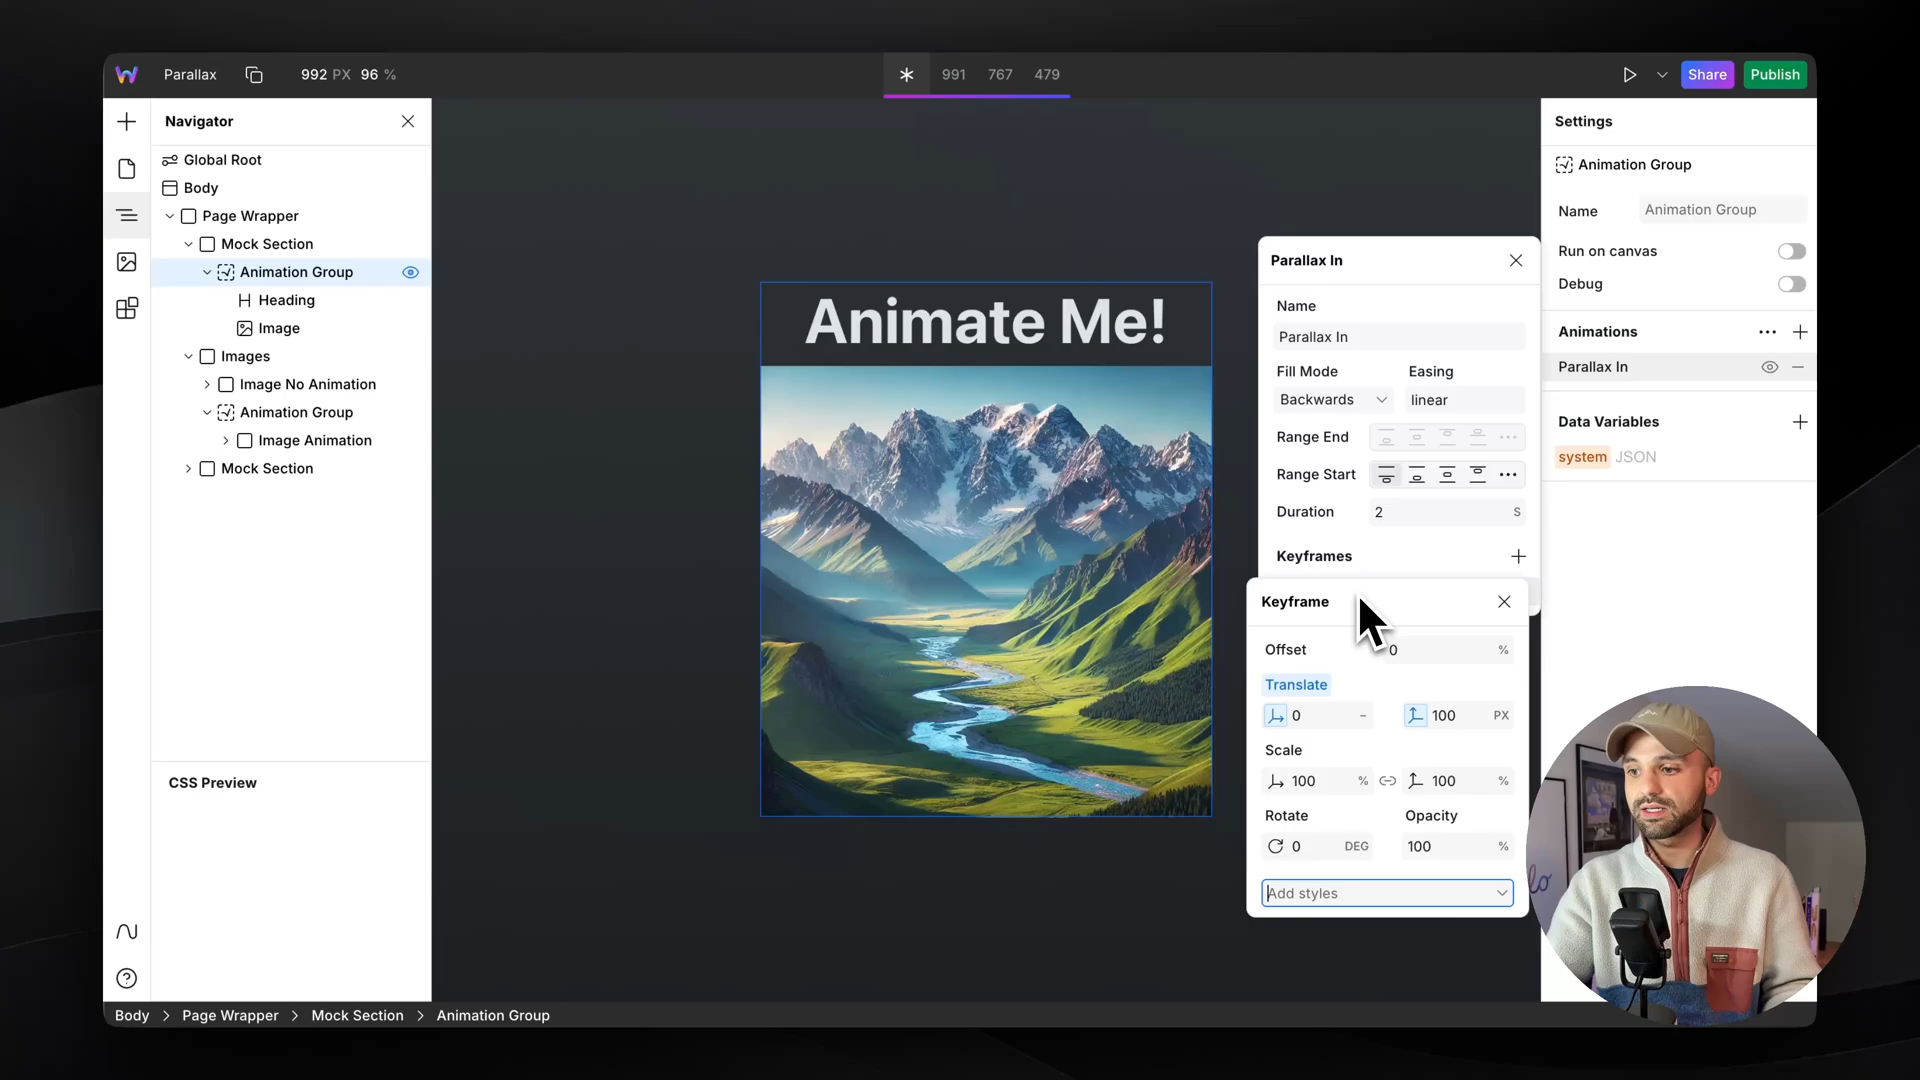 Parallax 992 PX 96 % 991 767 479 Share Publish
Navigator
Global Root
Body
Page Wrapper
Mock Section
Animation Group
Heading
Image
Images
Image No Animation
Animation Group
Image Animation
Mock Section
CSS Preview
Animate Me!
Parallax In
Name
Parallax In
Fill Mode Easing
Backwards linear
Range End
Range Start
Duration 2 S
Keyframes
Keyframe
Offset 0 %
Translate
0 – 100 PX
Scale
100 % 100 %
Rotate Opacity
0 DEG 100 %
Add styles
Settings
Animation Group
Name Animation Group
Run on canvas
Debug
Animations
Parallax In
Data Variables
system JSON
Body > Page Wrapper > Mock Section > Animation Group